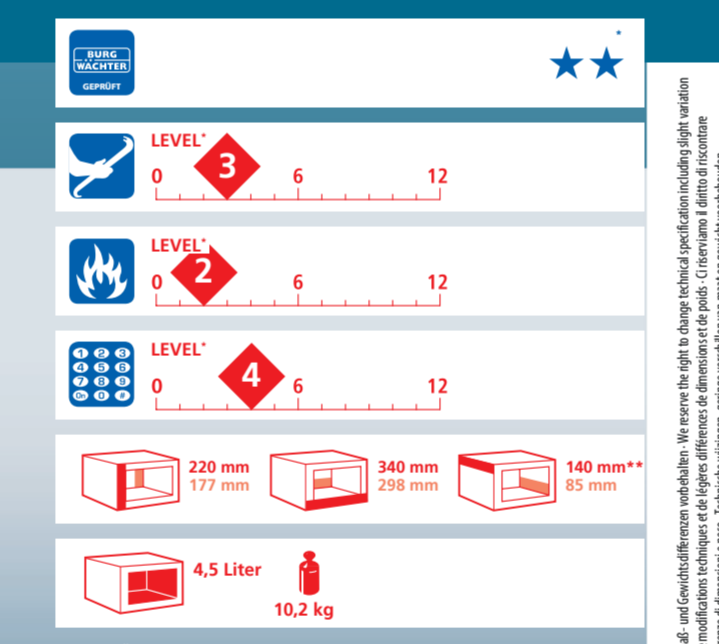 BURG
WÄCHTER
GEPRÜFT
*
LEVEL*
3
0 6 12
LEVEL*
2
0 6 12
1 2 3
4 5 6
7 8 9
On 0 #
LEVEL*
4
0 6 12
220 mm
177 mm
340 mm
298 mm
140 mm**
85 mm
4,5 Liter
10,2 kg
aß- und Gewichtsdifferenzen vorbehalten · We reserve the right to change technical specification including slight variation
modifications techniques et de légères différences de dimensions et de poids · Ci riserviamo il diritto di riscontrare